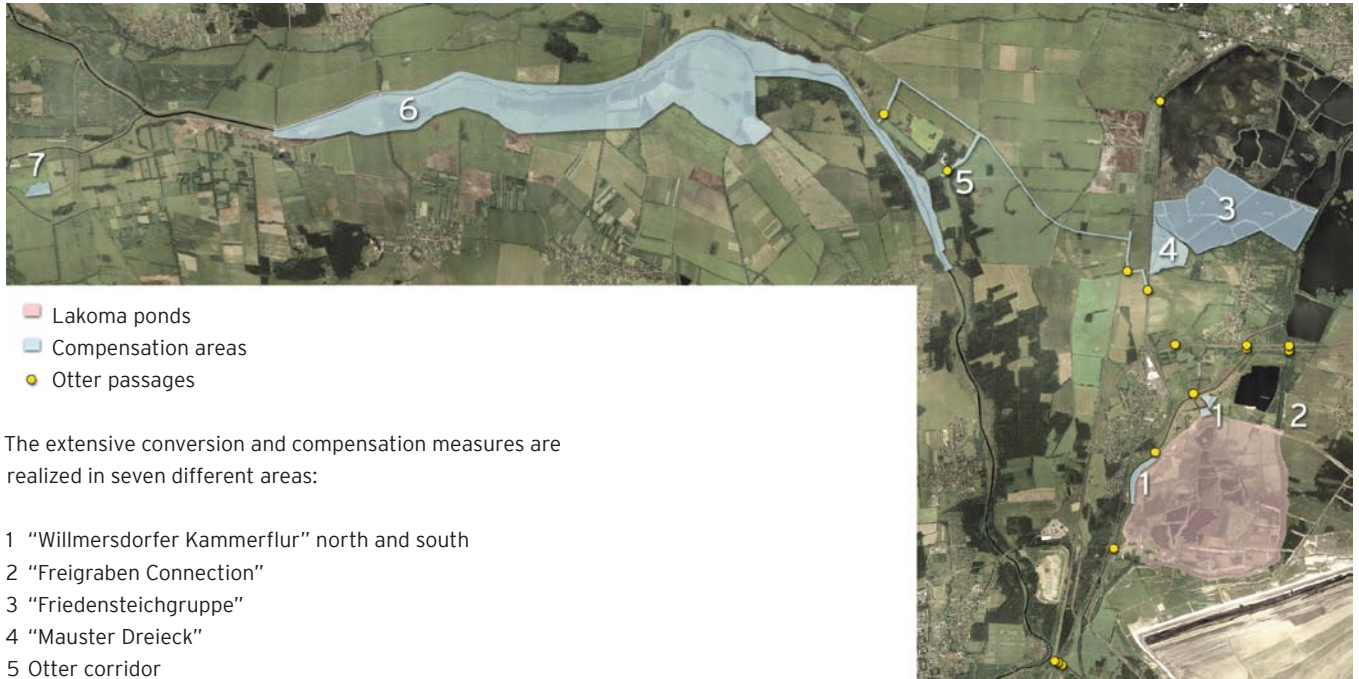 6
7
5
3
4
1
2
1
Lakoma ponds
Compensation areas
Otter passages
The extensive conversion and compensation measures are
realized in seven different areas:
1 “Willmersdorfer Kammerflur” north and south
2 “Freigraben Connection”
3 “Friedensteichgruppe”
4 “Mauster Dreieck”
5 Otter corridor